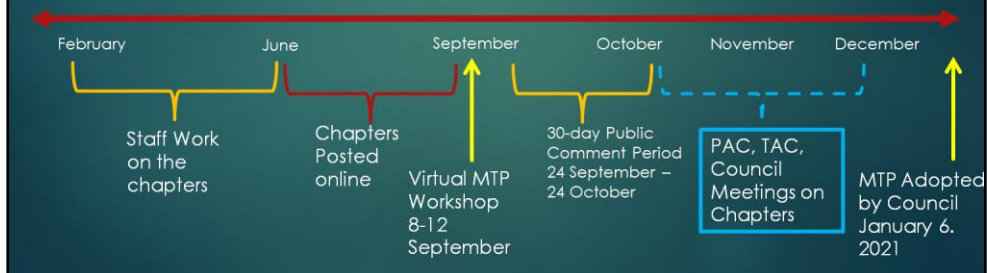 February June September October November December
Staff Work
on the
chapters
Chapters
Posted
online
Virtual MTP
Workshop
8-12
September
30-day Public
Comment Period
24 September –
24 October
PAC, TAC,
Council
Meetings on
Chapters
MTP Adopted
by Council
January 6.
2021